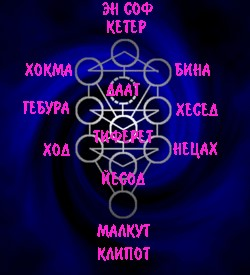 ЭН СОФ
КЕТЕР
ХОКМА БИНА
ДААТ
ГЕБУРА ХЕСЕД
ТИФЕРЕТ
ХОД НЕЦАХ
ЙЕСОД
МАЛКУТ
КЛИПОТ